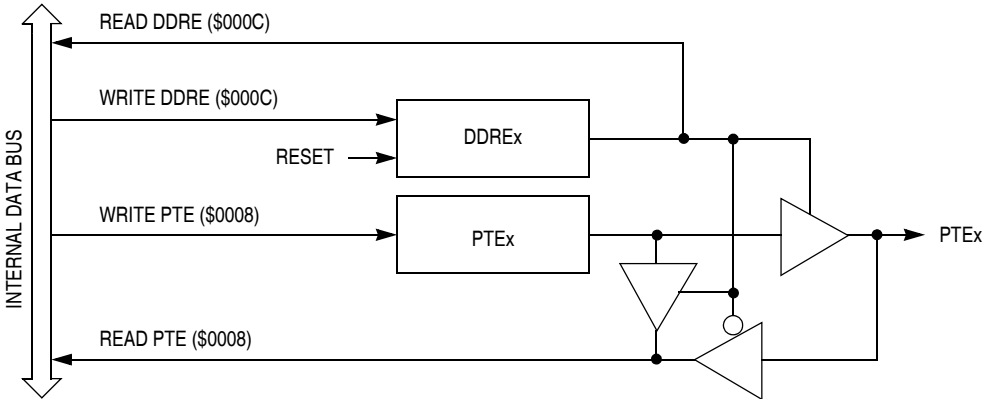 READ DDRE ($000C)
WRITE DDRE ($000C)
DDREx
RESET
WRITE PTE ($0008)
PTEx
PTEx
READ PTE ($0008)
INTERNAL DATA BUS